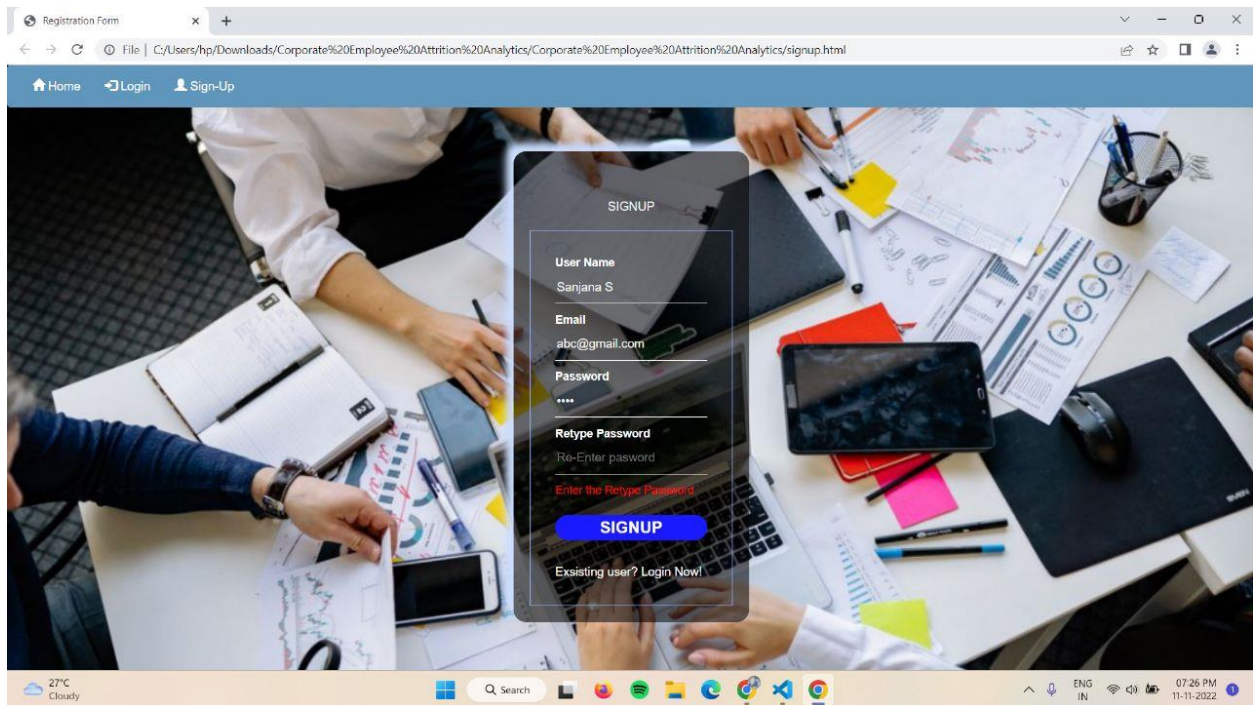 Registration Form
File | C:/Users/hp/Downloads/Corporate%20Employee%20Attrition%20Analytics/Corporate%20Employee%20Attrition%20Analytics/signup.html
Home Login Sign-Up
SIGNUP
User Name
Sanjana S
Email
abc@gmail.com
Password
••••
Retype Password
Re-Enter pasword
Enter the Retype Password
SIGNUP
Exsisting user? Login Now!
27°C
Cloudy
Search
ENG
IN
07:26 PM
11-11-2022
1